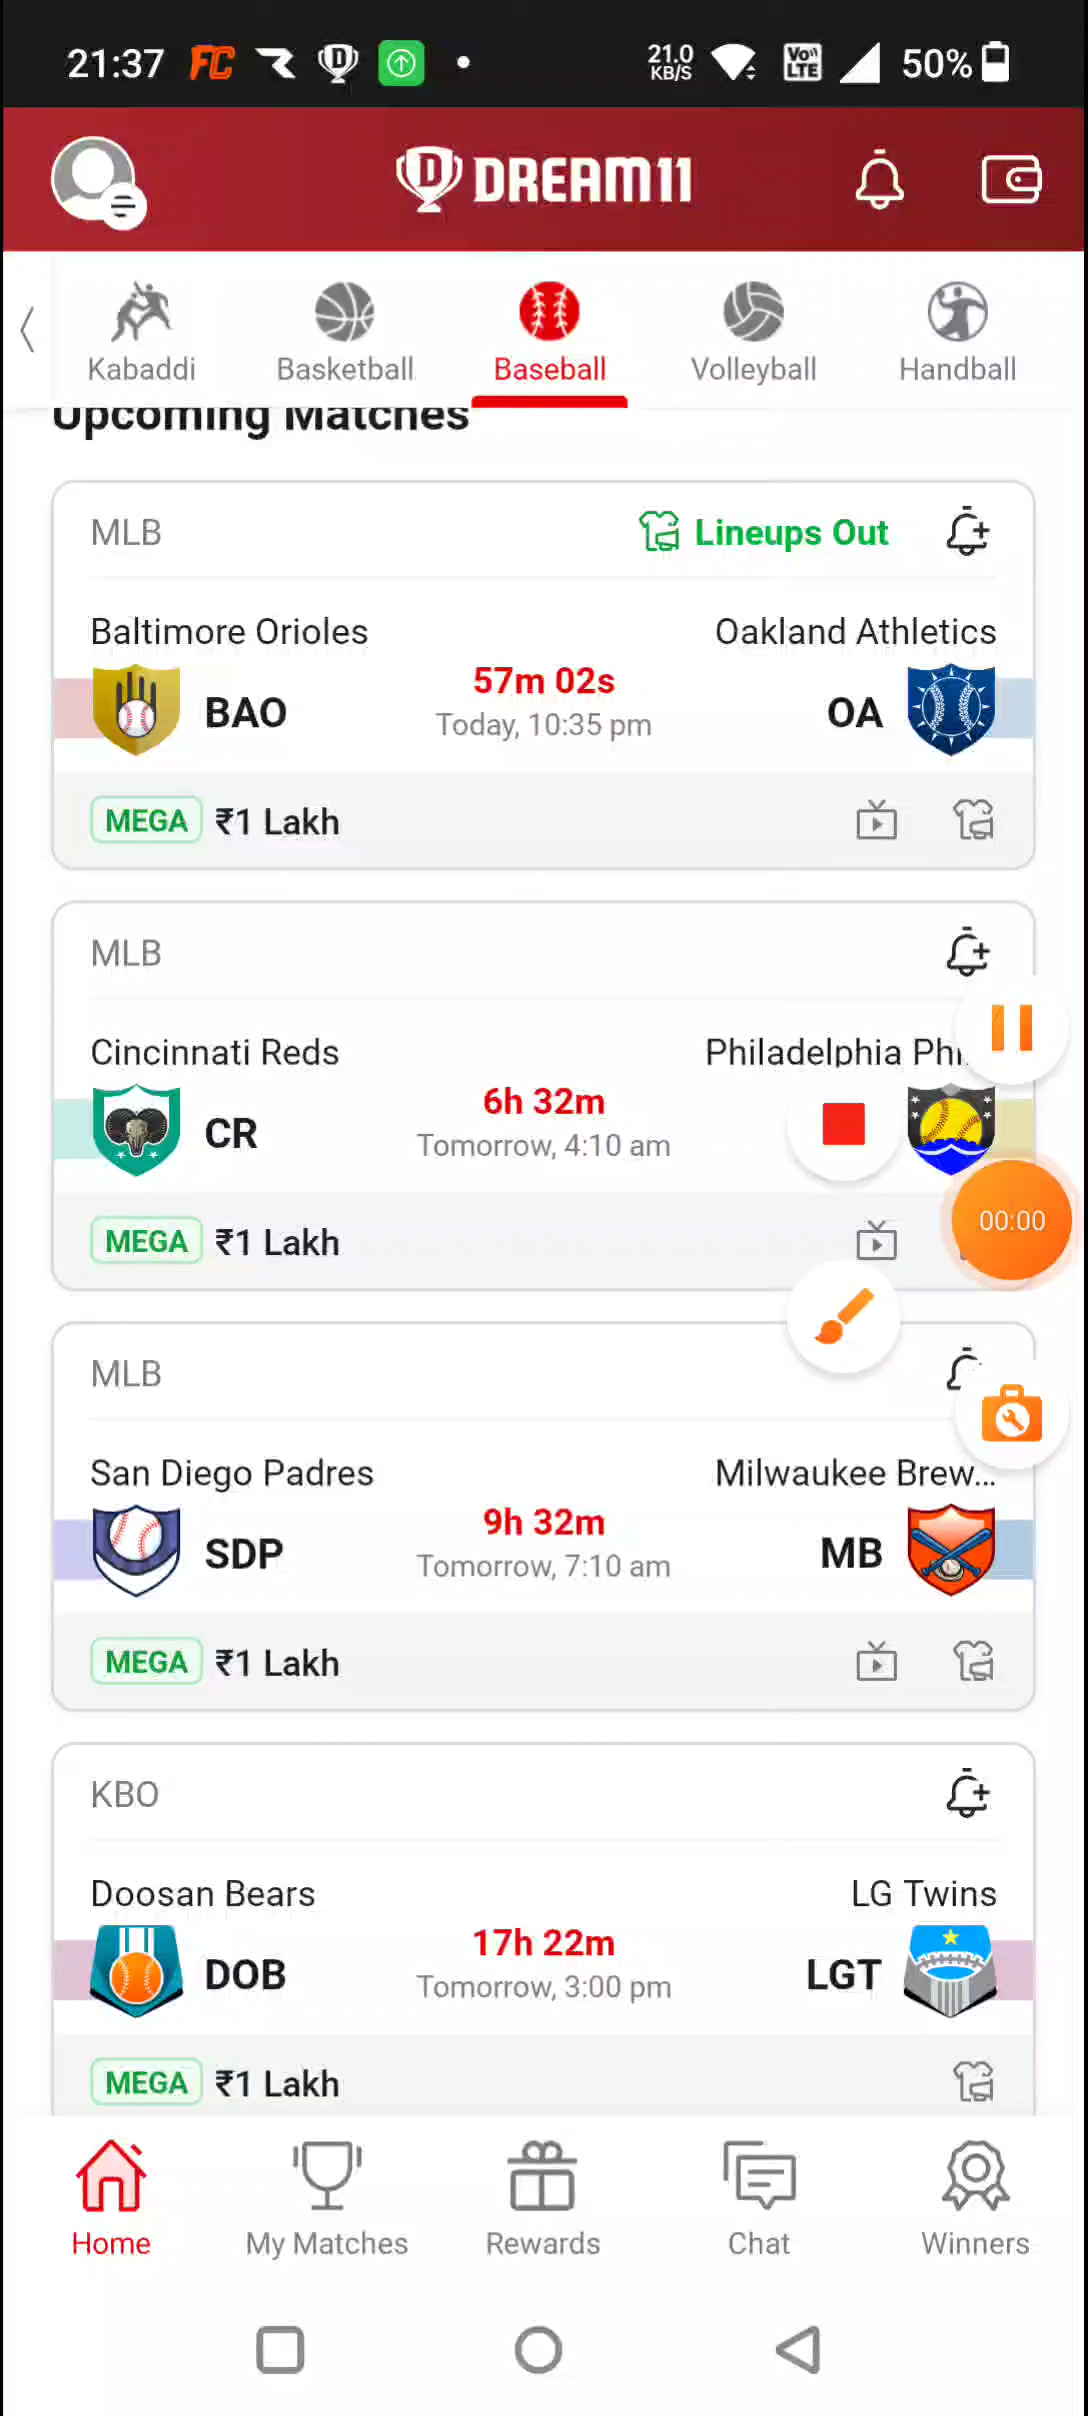 21:37 FC D 21.0 KB/S Vo)) LTE 50%
D DREAM11
Kabaddi Basketball Baseball Volleyball Handball
Upcoming Matches
MLB Lineups Out
Baltimore Orioles Oakland Athletics
57m 02s
BAO OA
Today, 10:35 pm
MEGA ₹1 Lakh
MLB
Cincinnati Reds Philadelphia Phi.
6h 32m
CR
Tomorrow, 4:10 am
MEGA ₹1 Lakh
00:00
MLB
San Diego Padres Milwaukee Brew...
9h 32m
SDP MB
Tomorrow, 7:10 am
MEGA ₹1 Lakh
KBO
Doosan Bears LG Twins
17h 22m
DOB LGT
Tomorrow, 3:00 pm
MEGA ₹1 Lakh
Home My Matches Rewards Chat Winners